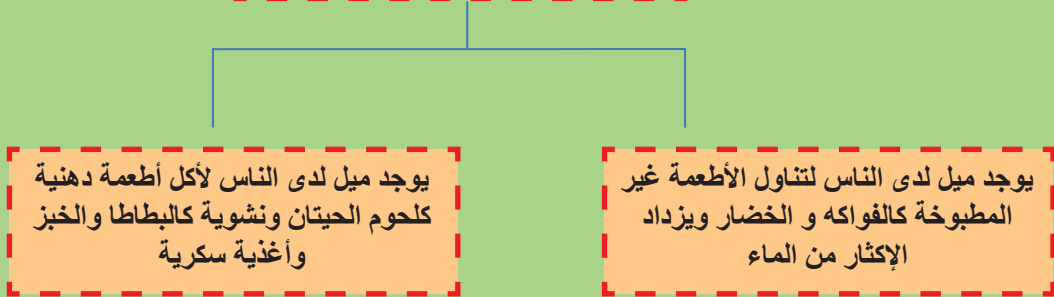 يوجد ميل لدى الناس لتناول الأطعمة غير
المطبوخة كالفواكه و الخضار ويزداد
الإكثار من الماء
يوجد ميل لدى الناس لأكل أطعمة دهنية
كلحوم الحيتان ونشوية كالبطاطا والخبز
وأغذية سكرية